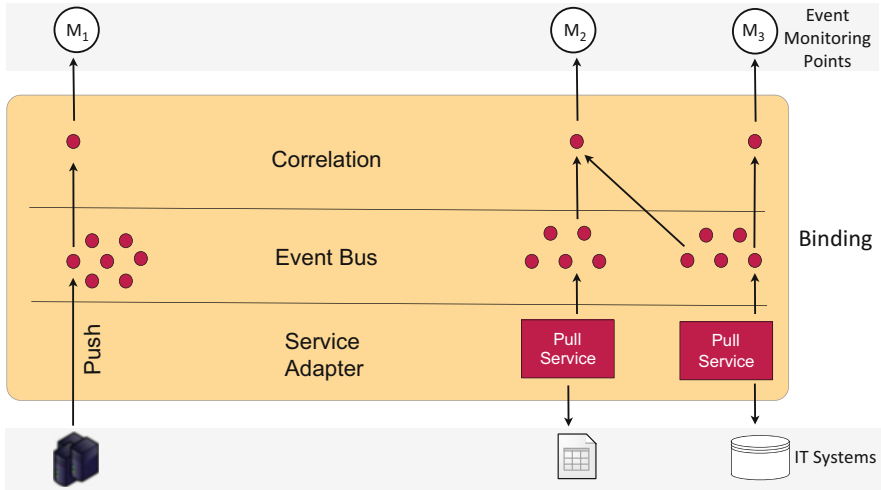 M1
M2
M3
Event
Monitoring
Points
Correlation
Event Bus
Binding
Push
Service
Adapter
Pull
Service
Pull
Service
IT Systems